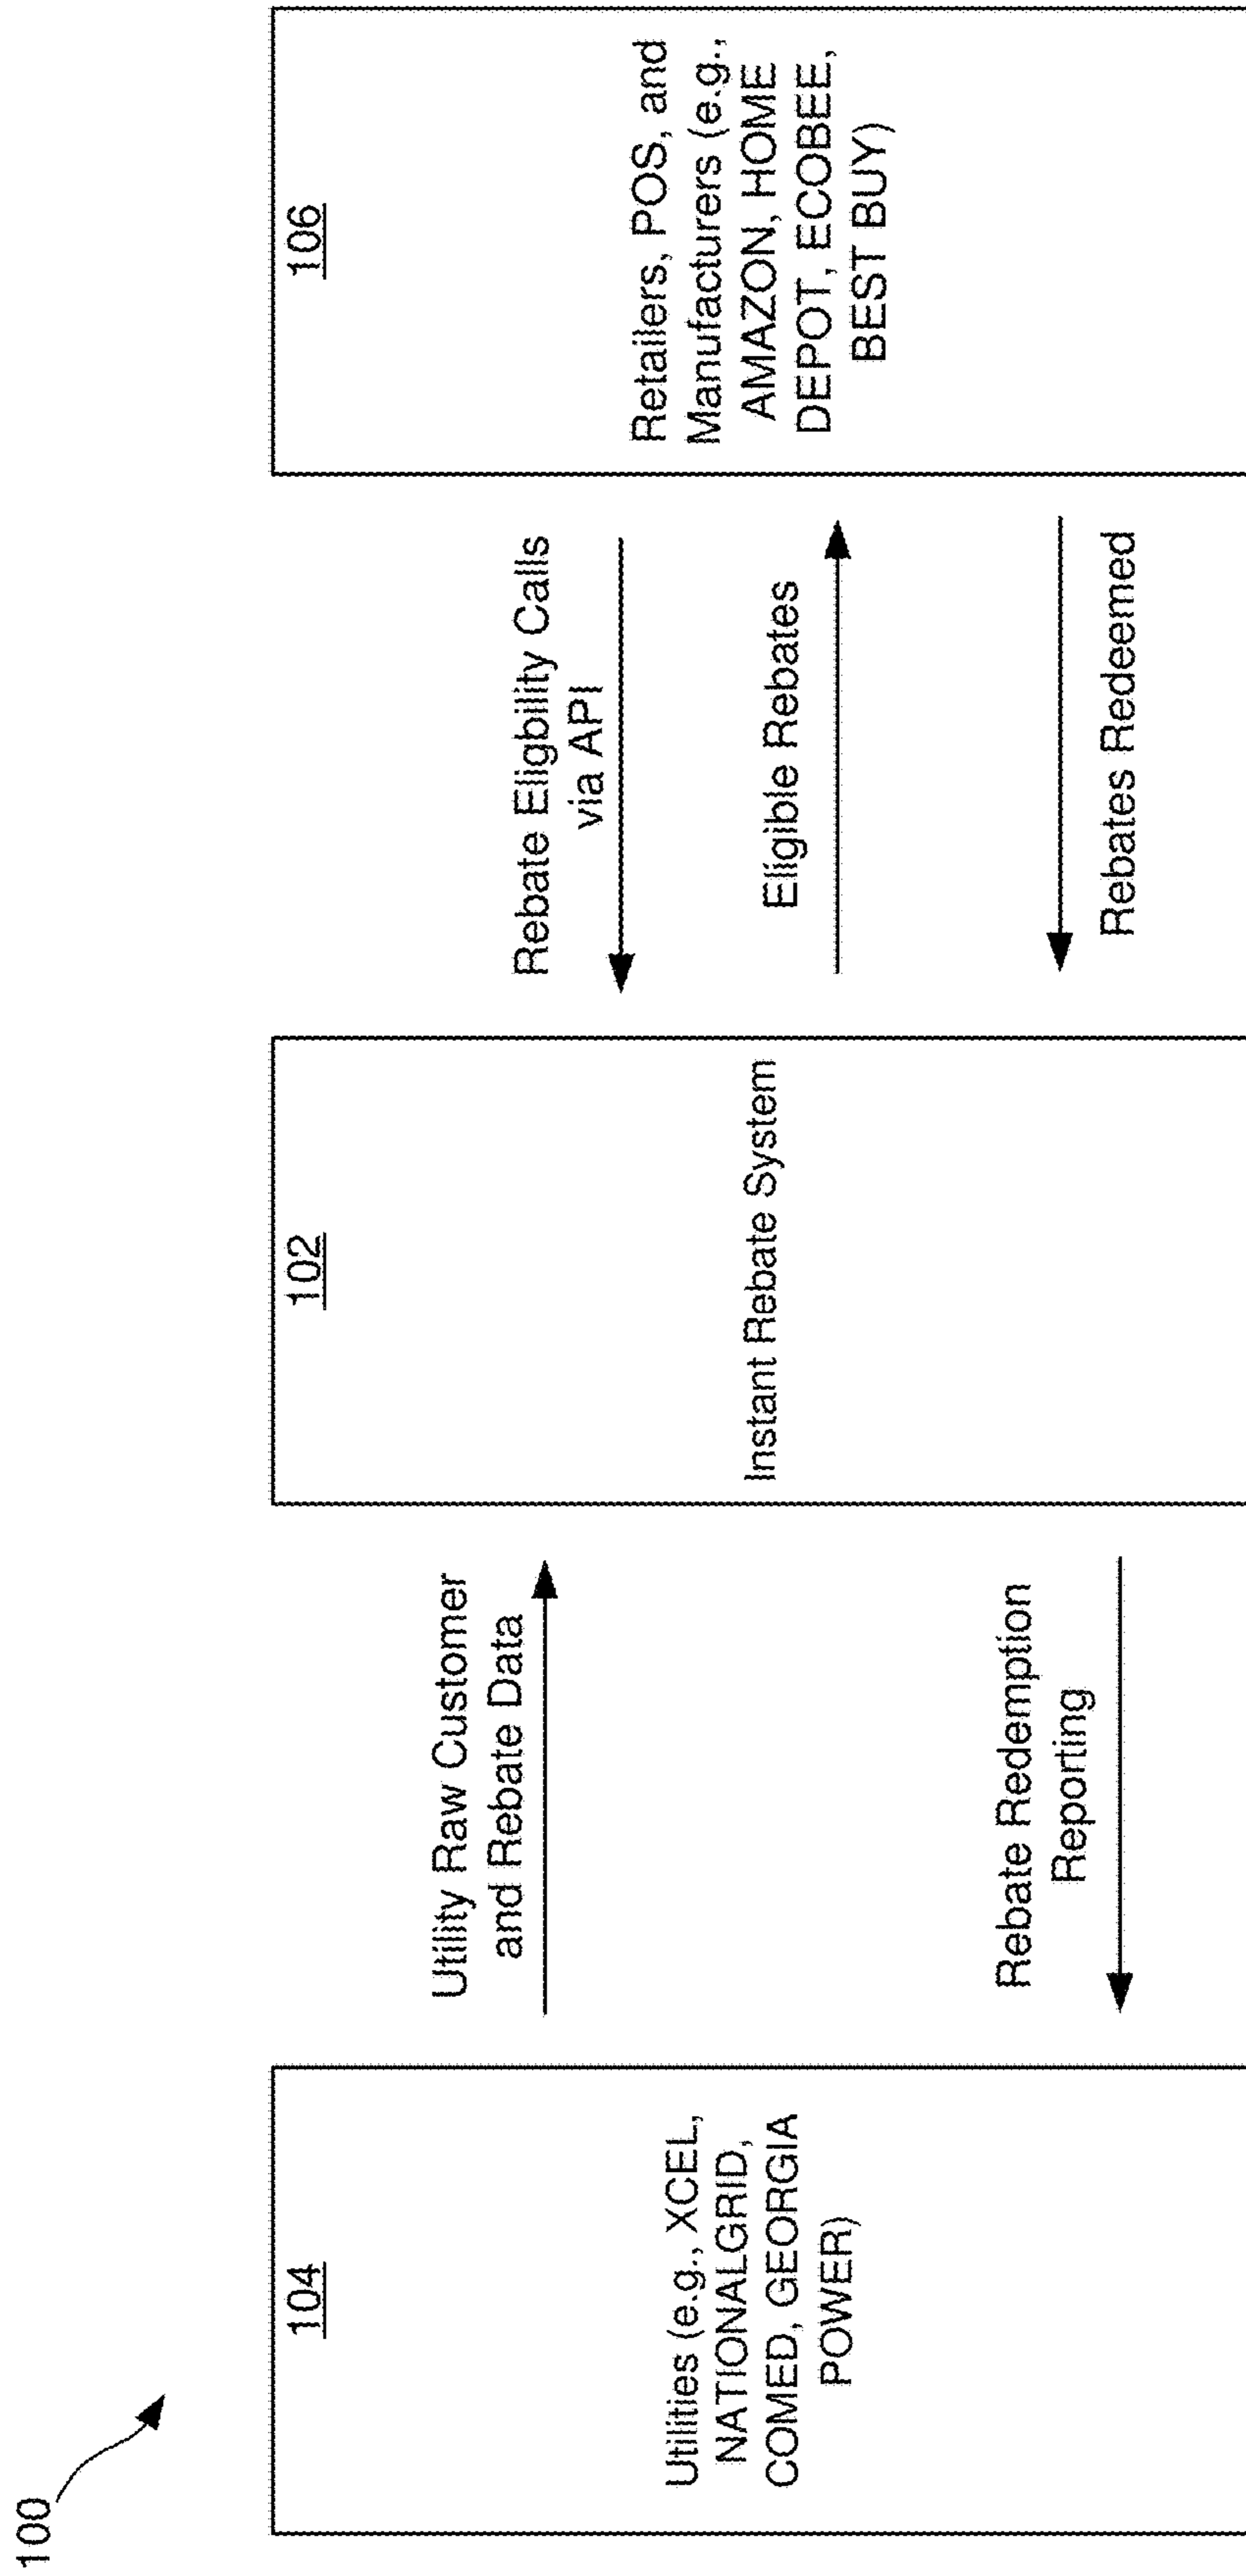 100
104
Utilities (e.g., XCEL,
NATIONALGRID,
COMED, GEORGIA
POWER)
Utility Raw Customer
and Rebate Data
Rebate Redemption
Reporting
102
Instant Rebate System
Rebate Eligbility Calls
via API
Eligible Rebates
Rebates Redeemed
106
Retailers, POS, and
Manufacturers (e.g.,
AMAZON, HOME
DEPOT, ECOBEE,
BEST BUY)